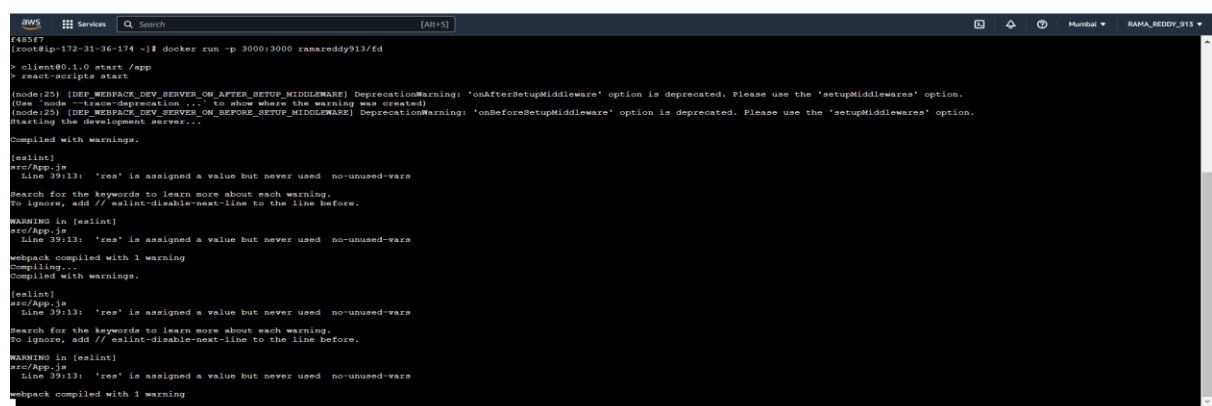 aws Services Search [Alt+S] Mumbai RAMA_REDDY_913
f485f7
[root@ip-172-31-36-174 ~]# docker run -p 3000:3000 ramareddy913/fd
> client@0.1.0 start /app
> react-scripts start
(node:25) [DEP_WEBPACK_DEV_SERVER_ON_AFTER_SETUP_MIDDLEWARE] DeprecationWarning: 'onAfterSetupMiddleware' option is deprecated. Please use the 'setupMiddlewares' option.
(Use `node --trace-deprecation ...` to show where the warning was created)
(node:25) [DEP_WEBPACK_DEV_SERVER_ON_BEFORE_SETUP_MIDDLEWARE] DeprecationWarning: 'onBeforeSetupMiddleware' option is deprecated. Please use the 'setupMiddlewares' option.
Starting the development server...
Compiled with warnings.
[eslint]
src/App.js
Line 39:13: 'res' is assigned a value but never used no-unused-vars
Search for the keywords to learn more about each warning.
To ignore, add // eslint-disable-next-line to the line before.
WARNING in [eslint]
src/App.js
Line 39:13: 'res' is assigned a value but never used no-unused-vars
webpack compiled with 1 warning
Compiling...
Compiled with warnings.
[eslint]
src/App.js
Line 39:13: 'res' is assigned a value but never used no-unused-vars
Search for the keywords to learn more about each warning.
To ignore, add // eslint-disable-next-line to the line before.
WARNING in [eslint]
src/App.js
Line 39:13: 'res' is assigned a value but never used no-unused-vars
webpack compiled with 1 warning